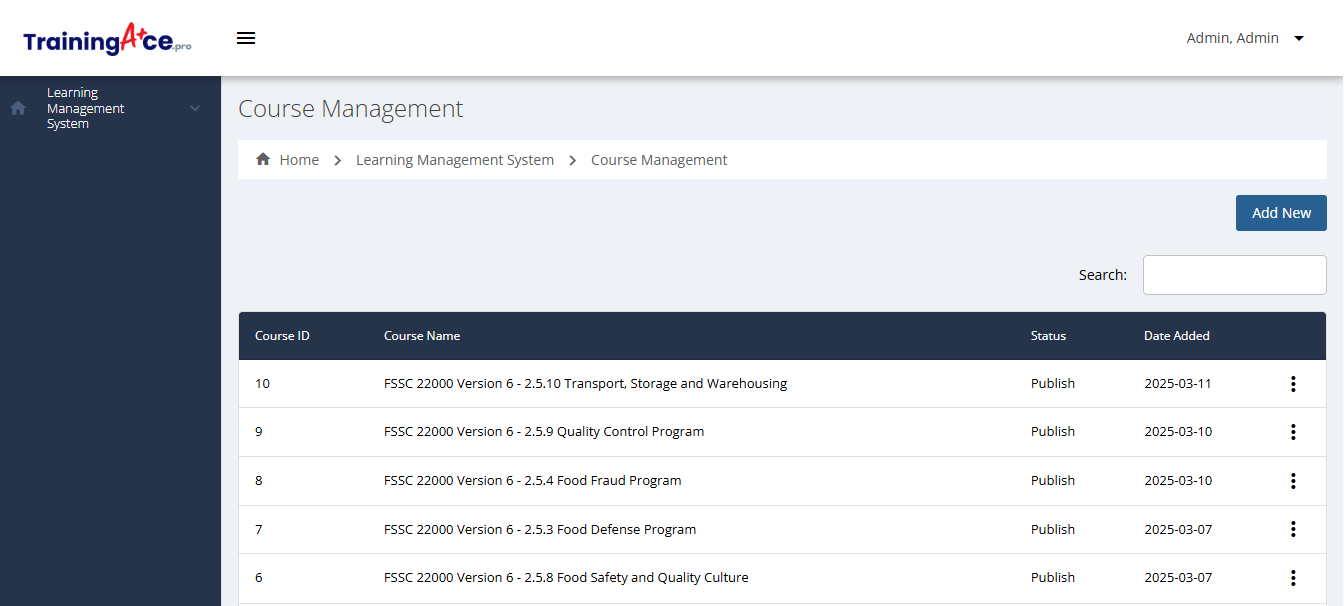 TrainingA+ce.pro
Admin, Admin
Learning
Management
System
Course Management
Home > Learning Management System > Course Management
Add New
Search:
Course ID Course Name Status Date Added
10 FSSC 22000 Version 6 - 2.5.10 Transport, Storage and Warehousing Publish 2025-03-11
9 FSSC 22000 Version 6 - 2.5.9 Quality Control Program Publish 2025-03-10
8 FSSC 22000 Version 6 - 2.5.4 Food Fraud Program Publish 2025-03-10
7 FSSC 22000 Version 6 - 2.5.3 Food Defense Program Publish 2025-03-07
6 FSSC 22000 Version 6 - 2.5.8 Food Safety and Quality Culture Publish 2025-03-07